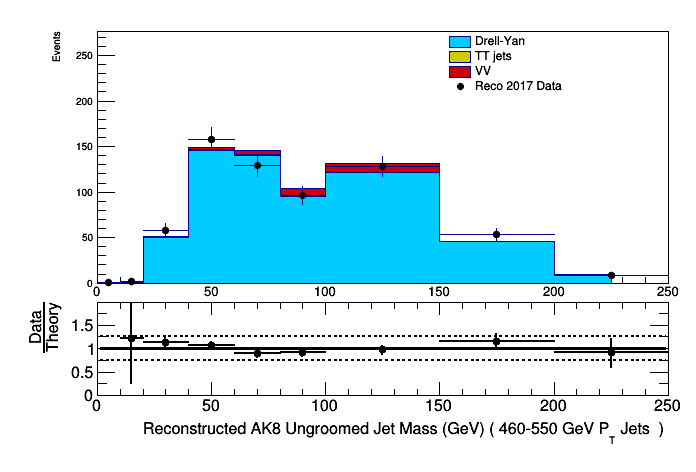 Events
250
200
150
100
50
0
Drell-Yan
TT jets
VV
Reco 2017 Data
0 50 100 150 200 250
Data
Theory
1.5
1
0.5
0
0 50 100 150 200 250
Reconstructed AK8 Ungroomed Jet Mass (GeV) ( 460-550 GeV P_T Jets )